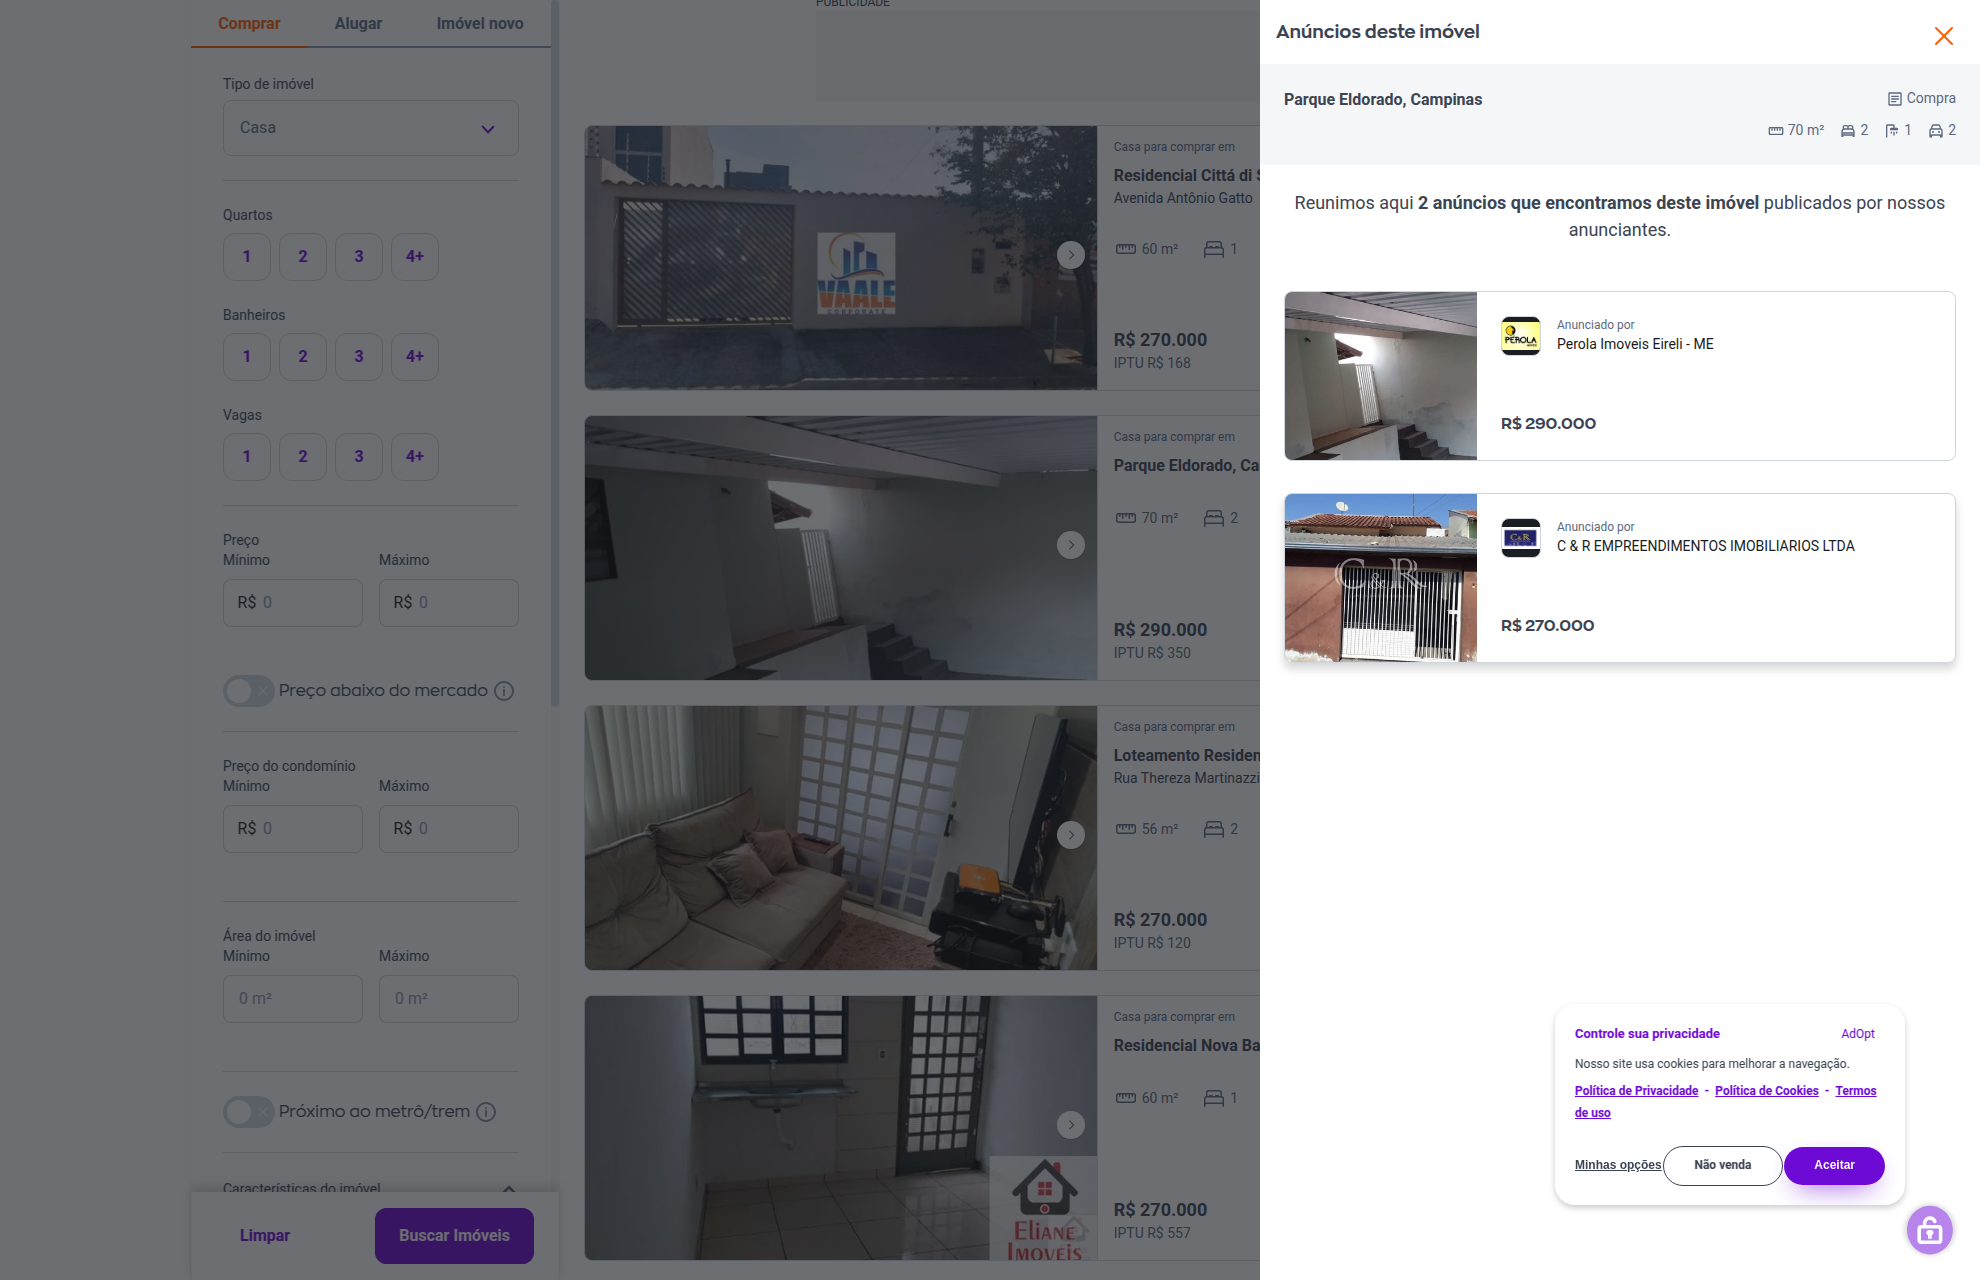 Comprar
Alugar
Imóvel novo
Tipo de imóvel
Casa
Quartos
1
2
3
4+
Banheiros
1
2
3
4+
Vagas
1
2
3
4+
Preço
Mínimo
Máximo
R$ 0
R$ 0
Preço abaixo do mercado
Preço do condomínio
Mínimo
Máximo
R$ 0
R$ 0
Área do imóvel
Mínimo
Máximo
0 m²
0 m²
Próximo ao metrô/trem
Características do imóvel
Limpar
Buscar Imóveis
PUBLICIDADE
VAALE
CORPORATE
Casa para comprar em
Residencial Cittá di S
Avenida Antônio Gatto
60 m²
1
R$ 270.000
IPTU R$ 168
Casa para comprar em
Parque Eldorado, Ca
70 m²
2
R$ 290.000
IPTU R$ 350
Casa para comprar em
Loteamento Residen
Rua Thereza Martinazzi
56 m²
2
R$ 270.000
IPTU R$ 120
ELIANE
IMOVEIS
Casa para comprar em
Residencial Nova Ba
60 m²
1
R$ 270.000
IPTU R$ 557
Anúncios deste imóvel
Parque Eldorado, Campinas
Compra
70 m²
2
1
2
Reunimos aqui 2 anúncios que encontramos deste imóvel publicados por nossos
anunciantes.
PEROLA
Anunciado por
Perola Imoveis Eireli - ME
R$ 290.000
C&R
C&R
Anunciado por
C & R EMPREENDIMENTOS IMOBILIARIOS LTDA
R$ 270.000
Controle sua privacidade
AdOpt
Nosso site usa cookies para melhorar a navegação.
Política de Privacidade - Política de Cookies - Termos
de uso
Minhas opções
Não venda
Aceitar